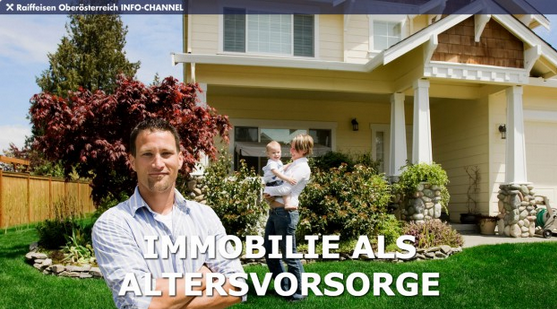 Raiffeisen Oberösterreich INFO-CHANNEL
IMMOBILIE ALS
ALTERSVORSORGE